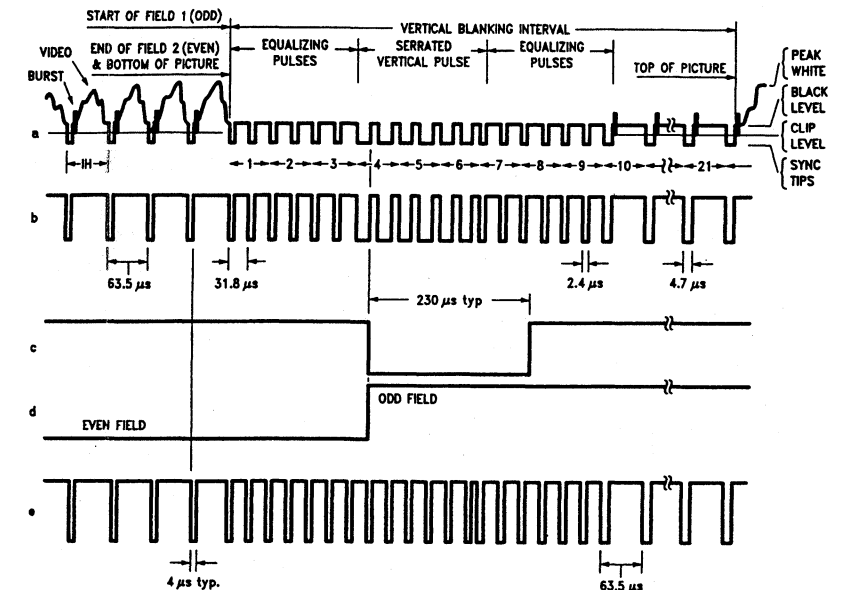 START OF FIELD 1 (ODD)
VERTICAL BLANKING INTERVAL
VIDEO
BURST
END OF FIELD 2 (EVEN)
& BOTTOM OF PICTURE
EQUALIZING
PULSES
SERRATED
VERTICAL PULSE
EQUALIZING
PULSES
TOP OF PICTURE
PEAK
WHITE
BLACK
LEVEL
CLIP
LEVEL
SYNC
TIPS
a
IH
1 2 3 4 5 6 7 8 9 10 21
b
63.5 μs
31.8 μs
2.4 μs
4.7 μs
230 μs typ
c
d
EVEN FIELD
ODD FIELD
e
4 μs typ.
63.5 μs